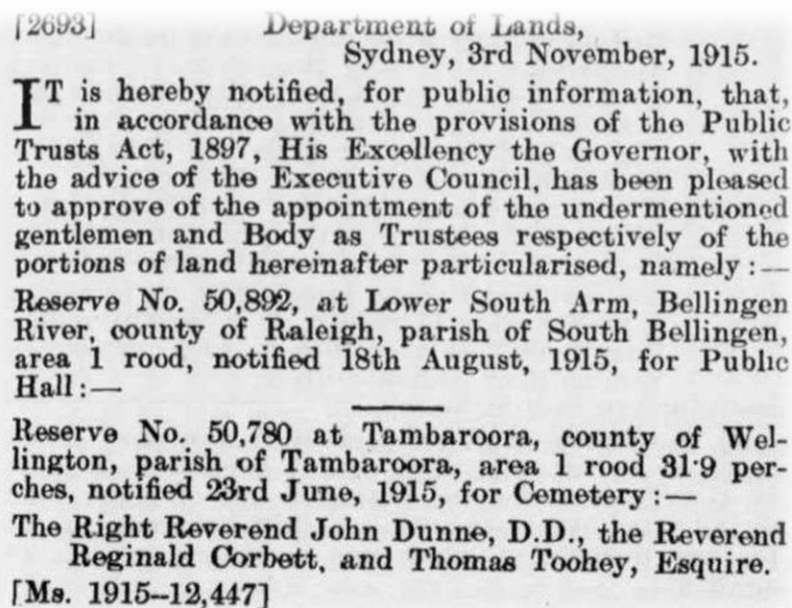 [2693] Department of Lands,
Sydney, 3rd November, 1915.
IT is hereby notified, for public information, that,
in accordance with the provisions of the Public
Trusts Act, 1897, His Excellency the Governor, with
the advice of the Executive Council, has been pleased
to approve of the appointment of the undermentioned
gentlemen and Body as Trustees respectively of the
portions of land hereinafter particularised, namely :—
Reserve No. 50,892, at Lower South Arm, Bellingen
River, county of Raleigh, parish of South Bellingen,
area 1 rood, notified 18th August, 1915, for Public
Hall :—
Reserve No. 50,780 at Tambaroora, county of Wel-
lington, parish of Tambaroora, area 1 rood 31·9 per-
ches, notified 23rd June, 1915, for Cemetery :—
The Right Reverend John Dunne, D.D., the Reverend
Reginald Corbett, and Thomas Toohey, Esquire.
[Ms. 1915–12,447]